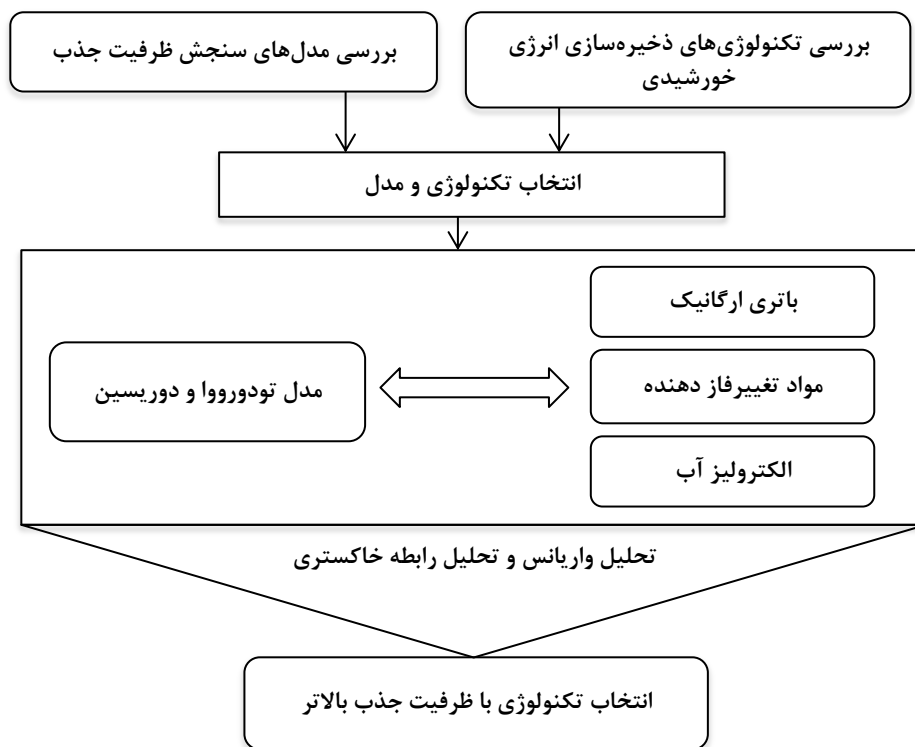 بررسی تکنولوژی‌های ذخیره‌سازی انرژی
خورشیدی
بررسی مدل‌های سنجش ظرفیت جذب
انتخاب تکنولوژی و مدل
باتری ارگانیک
مواد تغییرفاز دهنده
الکترولیز آب
مدل تودورووا و دوریسین
تحلیل واریانس و تحلیل رابطه خاکستری
انتخاب تکنولوژی با ظرفیت جذب بالاتر